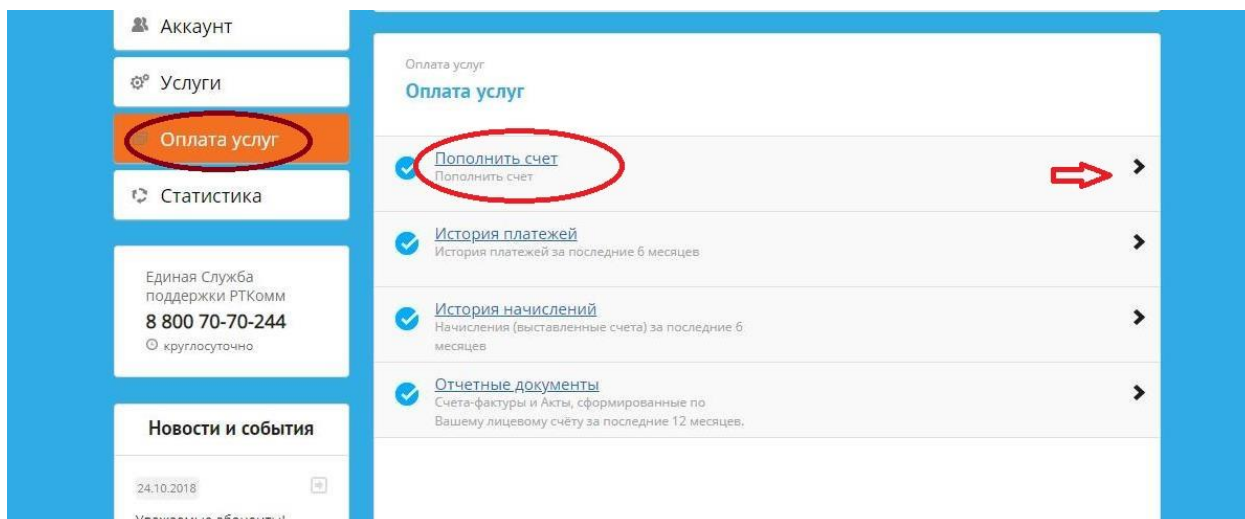 Аккаунт
Услуги
Оплата услуг
Статистика
Единая Служба
поддержки РТКомм
8 800 70-70-244
круглосуточно
Новости и события
24.10.2018
Уважаемые абоненты!
Оплата услуг
Оплата услуг
Пополнить счет
Пополнить счет
История платежей
История платежей за последние 6 месяцев
История начислений
Начисления (выставленные счета) за последние 6
месяцев
Отчетные документы
Счета-фактуры и Акты, сформированные по
Вашему лицевому счёту за последние 12 месяцев.